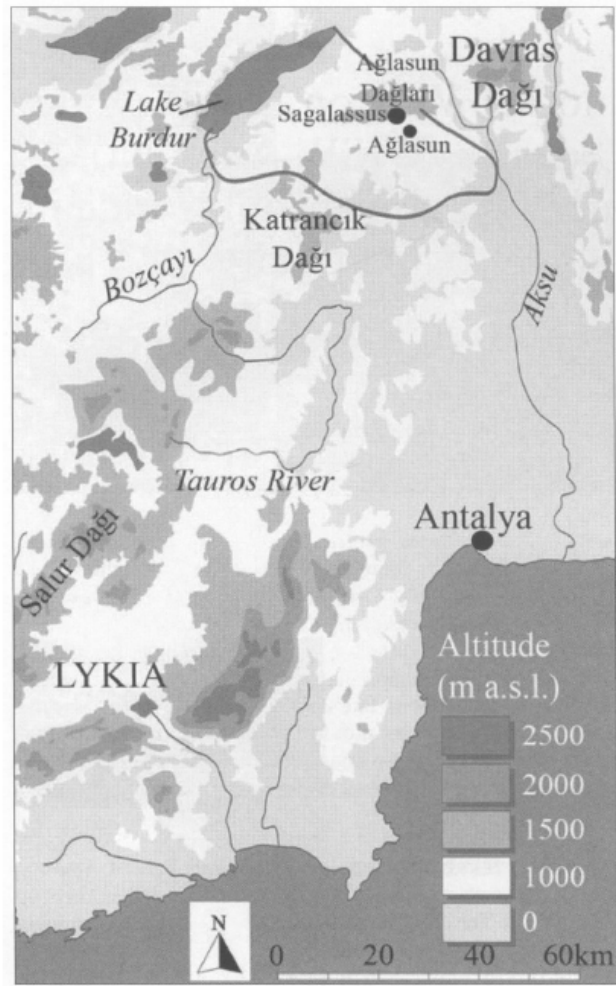 Ağlasun
Dağları
Davras
Dağı
Lake
Burdur
Sagalassus
Ağlasun
Katrancık
Dağı
Bozçayı
Aksu
Tauros River
Antalya
Salur Dağı
LYKIA
Altitude
(m a.s.l.)
2500
2000
1500
1000
0
N
0 20 40 60km